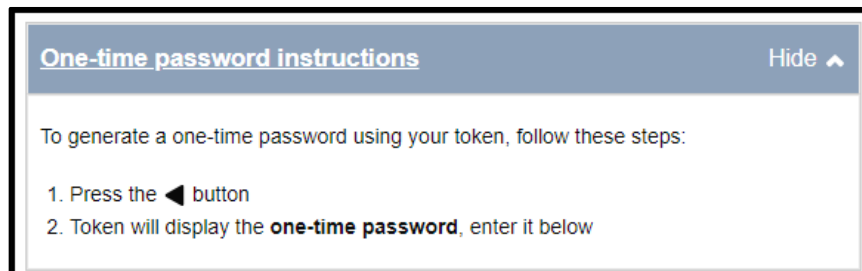 One-time password instructions Hide
To generate a one-time password using your token, follow these steps:
1. Press the ◀ button
2. Token will display the one-time password, enter it below